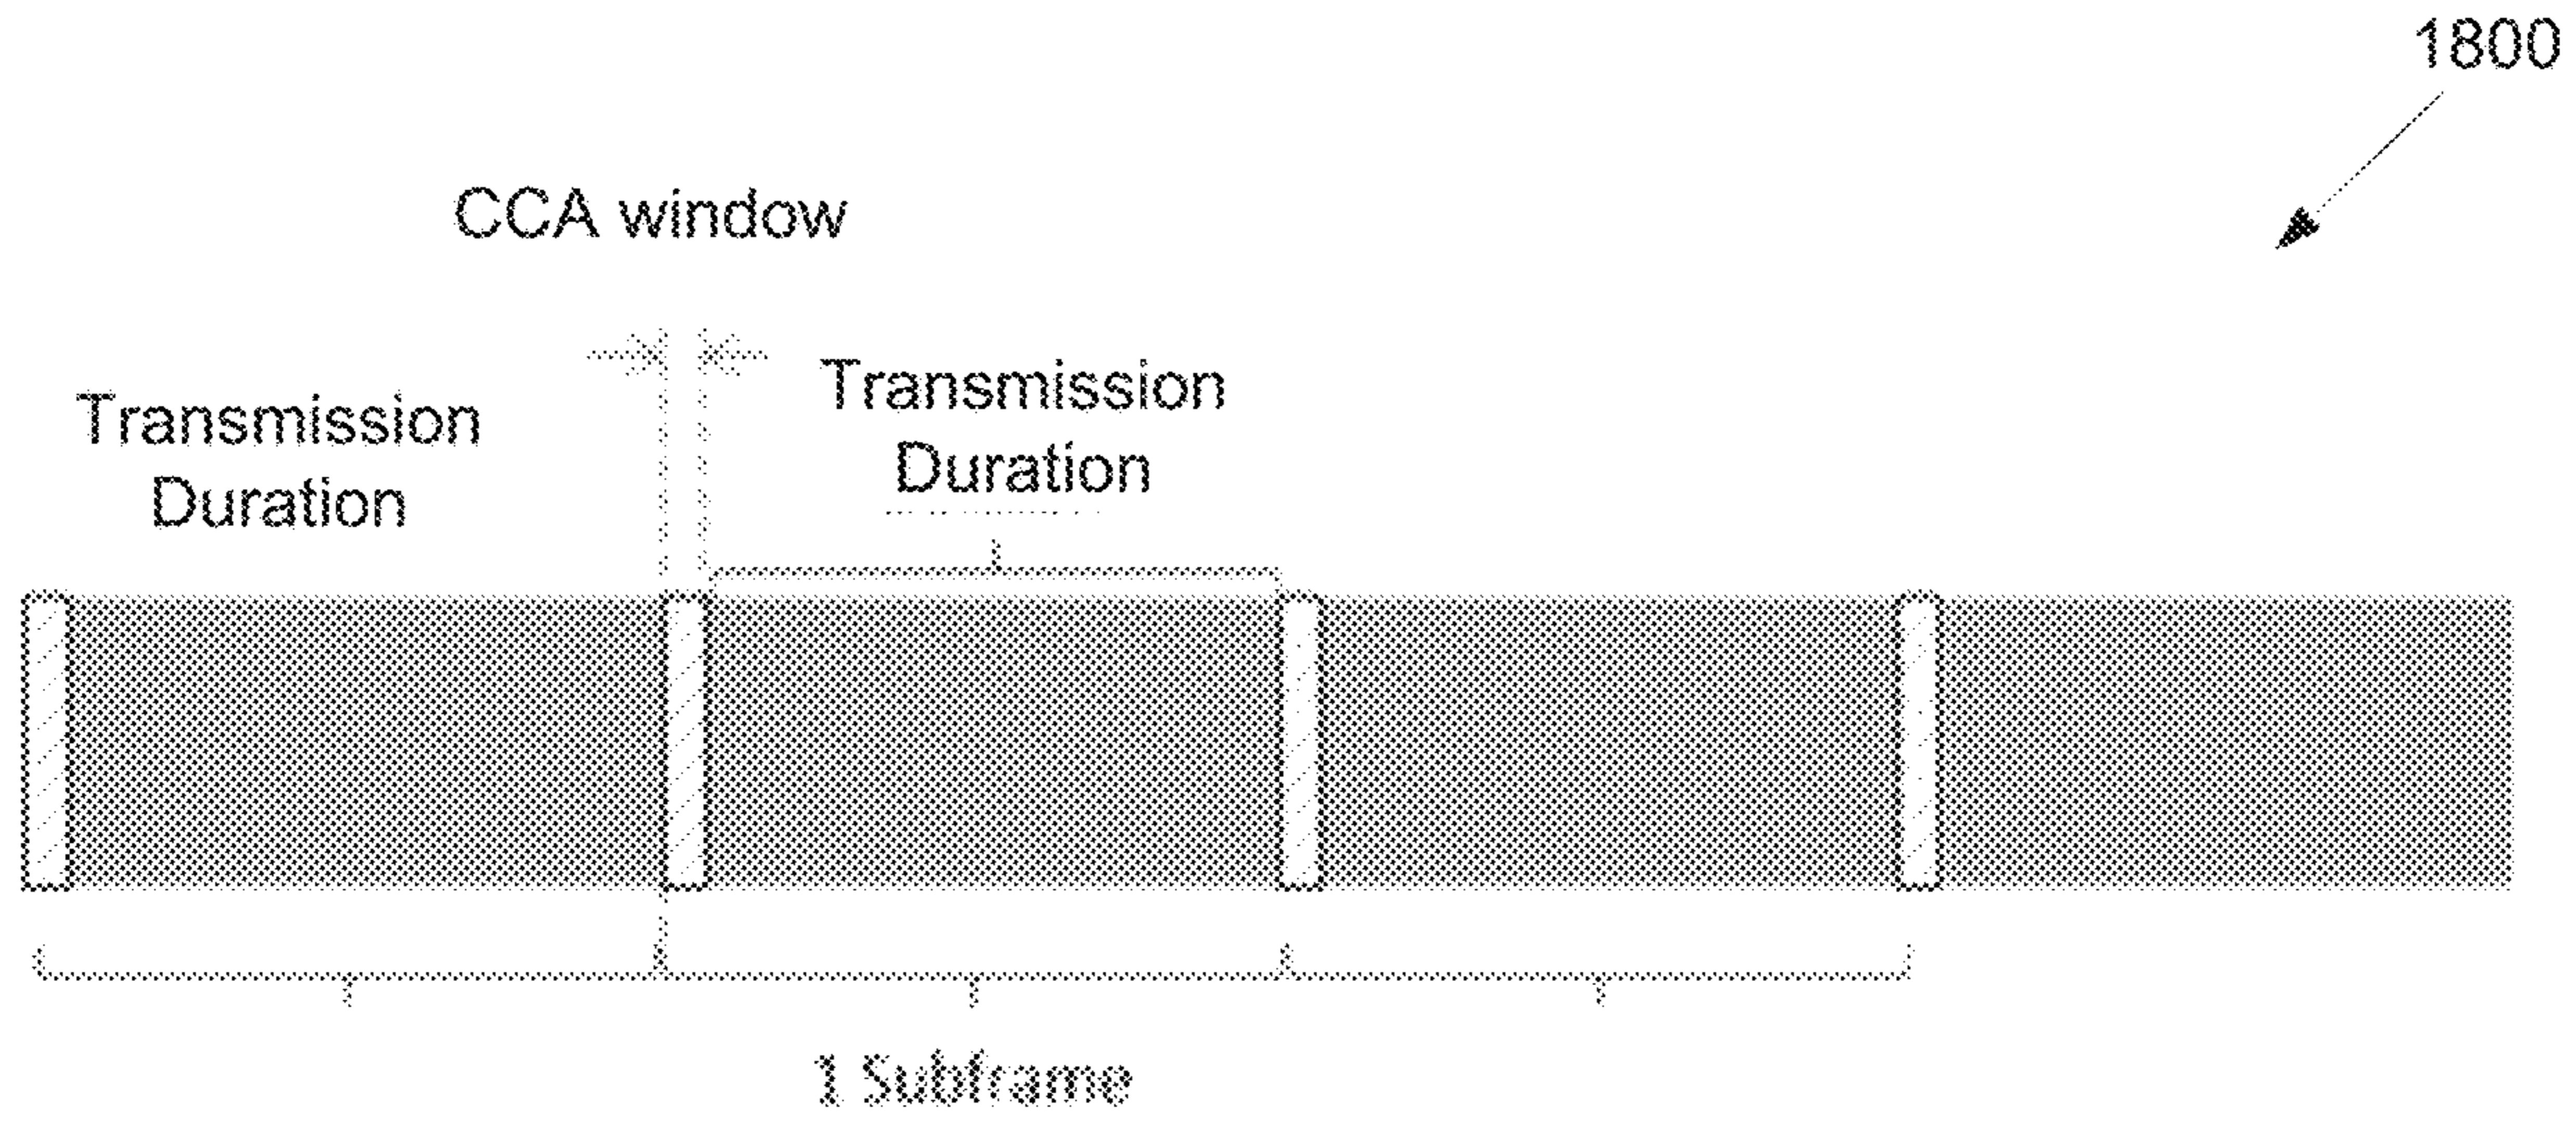 1800
CCA window
Transmission
Duration
Transmission
Duration
1 Subframe